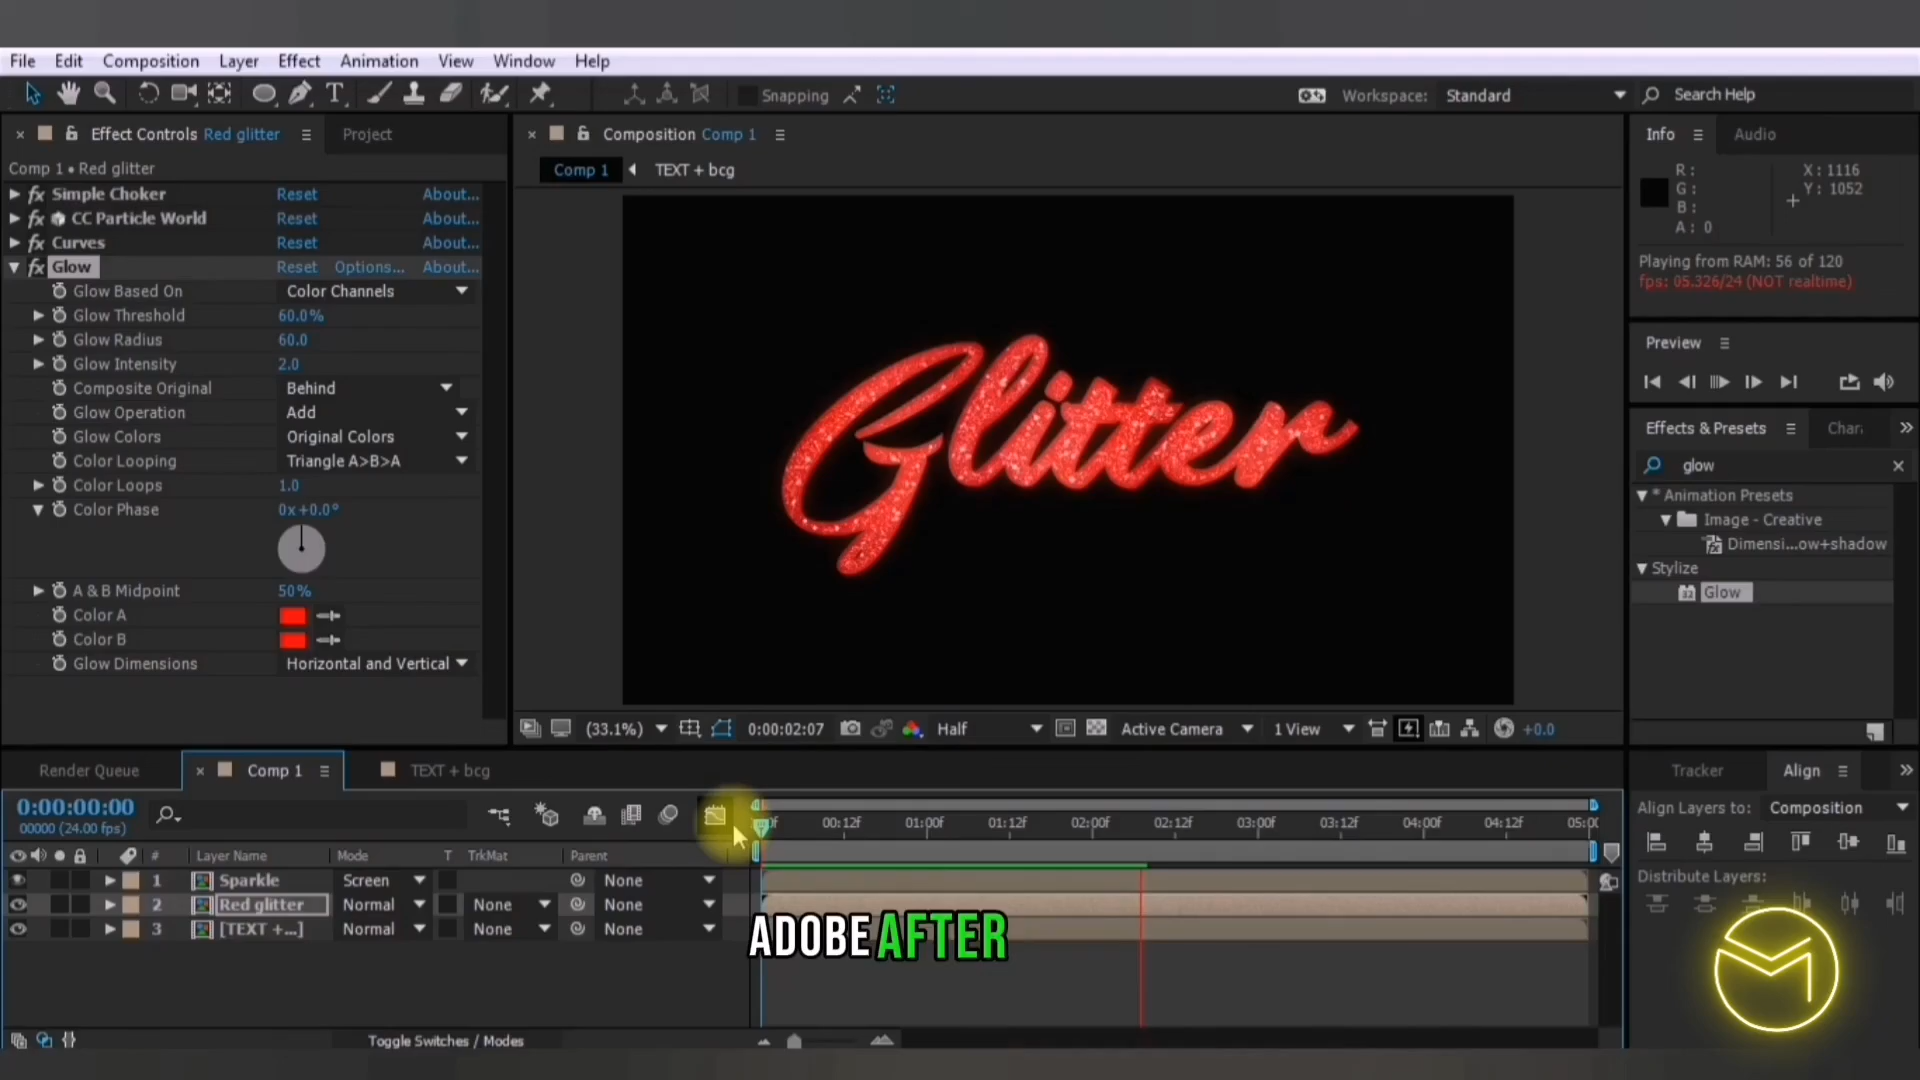 File Edit Composition Layer Effect Animation View Window Help
Snapping Workspace: Standard Search Help
Effect Controls Red glitter Project
Comp 1 • Red glitter
fx Simple Choker Reset About...
fx CC Particle World Reset About...
fx Curves Reset About...
fx Glow Reset Options... About...
Glow Based On Color Channels
Glow Threshold 60.0%
Glow Radius 60.0
Glow Intensity 2.0
Composite Original Behind
Glow Operation Add
Glow Colors Original Colors
Color Looping Triangle A>B>A
Color Loops 1.0
Color Phase 0x+0.0°
A & B Midpoint 50%
Color A
Color B
Glow Dimensions Horizontal and Vertical
Composition Comp 1
Comp 1 TEXT + bcg
Glitter
(33.1%) 0:00:02:07 Half Active Camera 1 View +0.0
Info Audio
R: X: 1116
G: Y: 1052
B:
A: 0
Playing from RAM: 56 of 120
fps: 05.326/24 (NOT realtime)
Preview
Effects & Presets
glow
* Animation Presets
Image - Creative
Dimensi...ow+shadow
Stylize
32 Glow
Render Queue Comp 1 TEXT + bcg
0:00:00:00
00000 (24.00 fps)
00:12f 01:00f 01:12f 02:00f 02:12f 03:00f 03:12f 04:00f 04:12f
# Layer Name Mode T TrkMat Parent
1 Sparkle Screen None
2 Red glitter Normal None None
3 [TEXT +...] Normal None None
Toggle Switches / Modes
ADOBE AFTER
Tracker Align
Align Layers to: Composition
Distribute Layers: